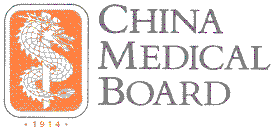 CHINA
MEDICAL
BOARD
· 1914 ·